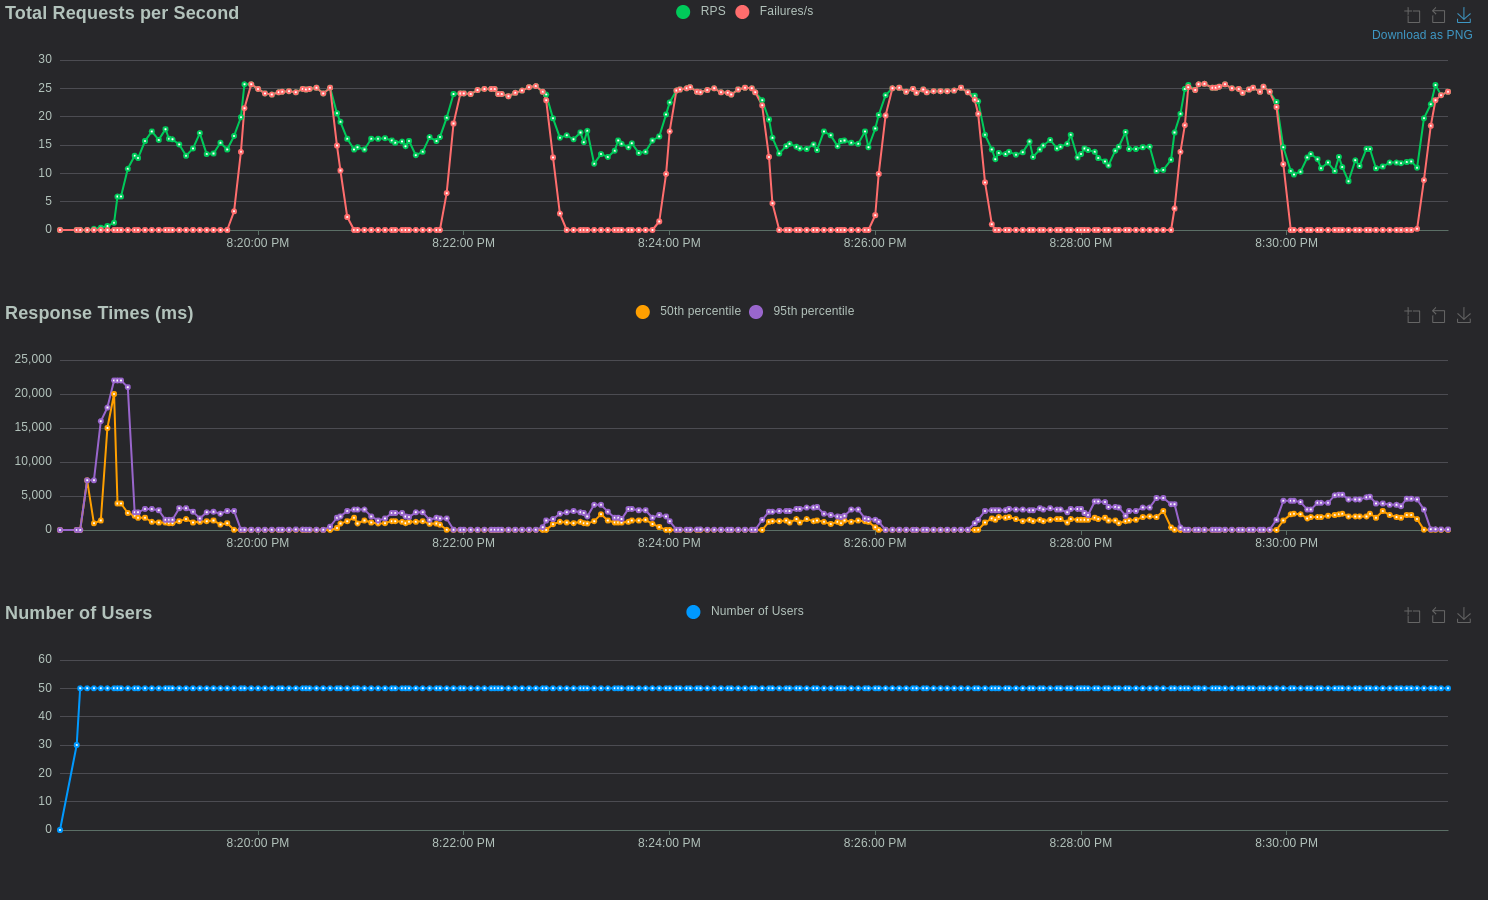 Total Requests per Second
RPS Failures/s
Download as PNG
30
25
20
15
10
5
0
8:20:00 PM 8:22:00 PM 8:24:00 PM 8:26:00 PM 8:28:00 PM 8:30:00 PM
Response Times (ms)
50th percentile 95th percentile
25,000
20,000
15,000
10,000
5,000
0
8:20:00 PM 8:22:00 PM 8:24:00 PM 8:26:00 PM 8:28:00 PM 8:30:00 PM
Number of Users
Number of Users
60
50
40
30
20
10
0
8:20:00 PM 8:22:00 PM 8:24:00 PM 8:26:00 PM 8:28:00 PM 8:30:00 PM